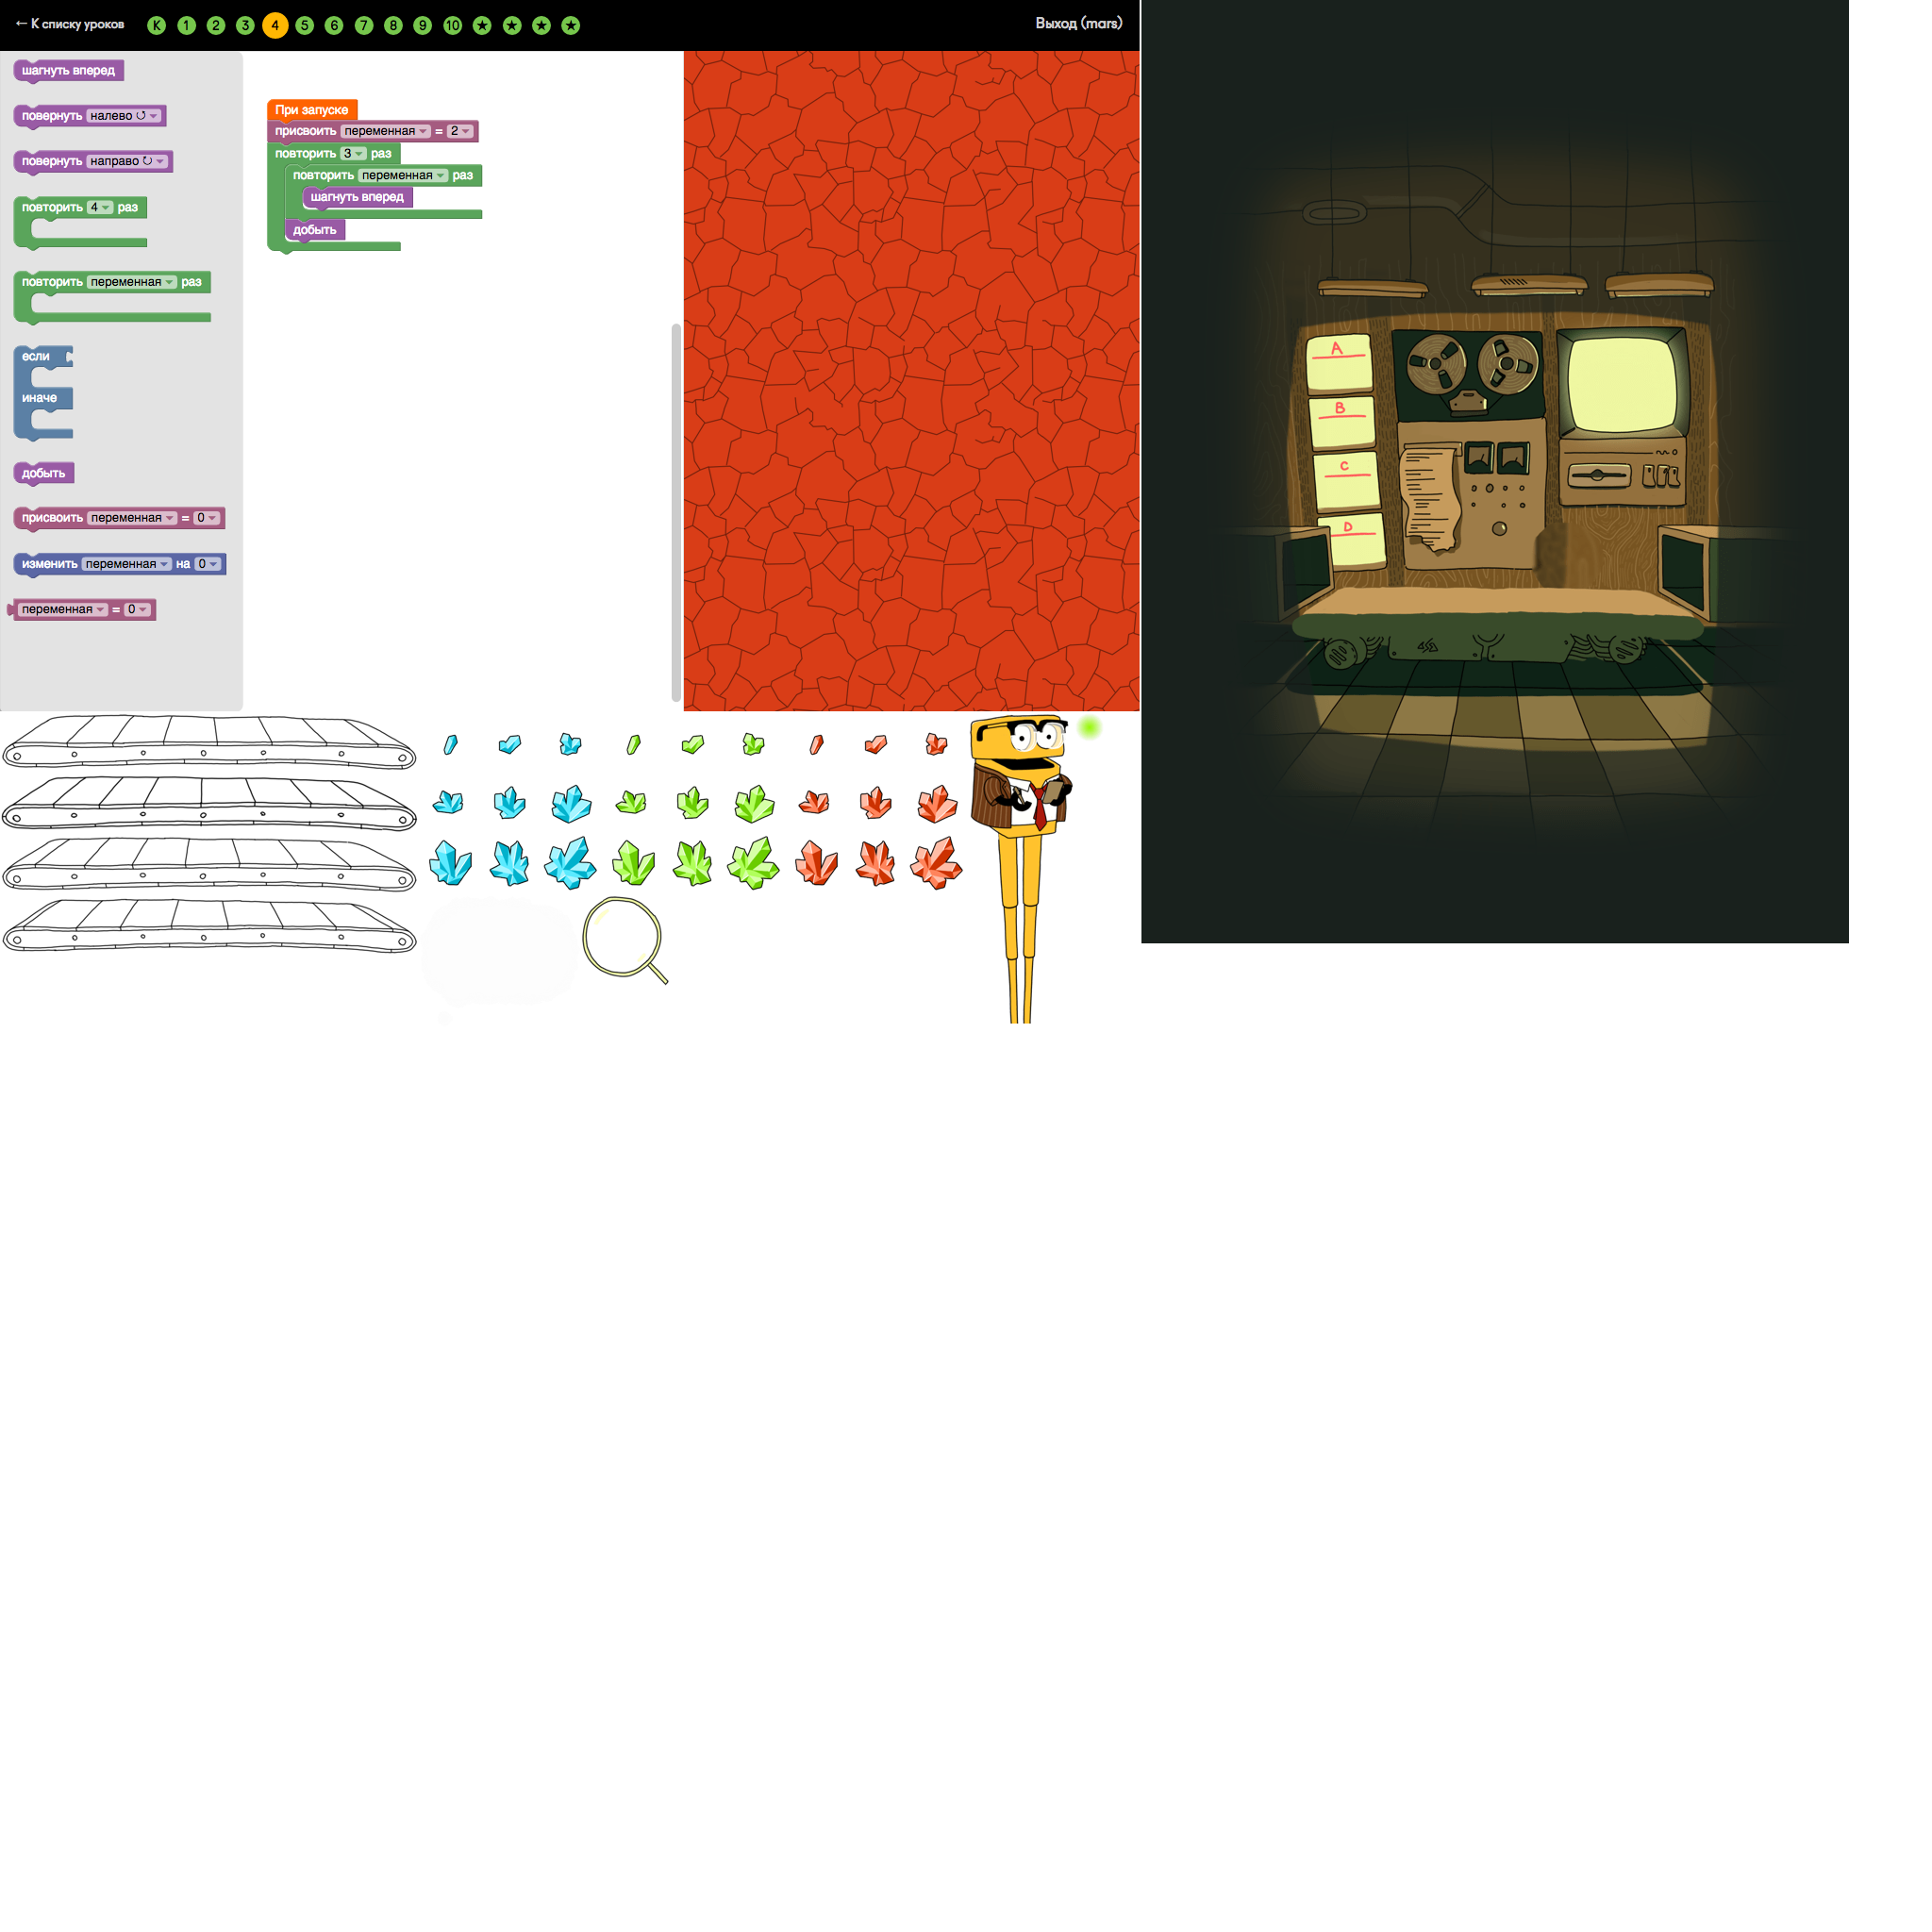 ← К списку уроков
К 1 2 3 4 5 6 7 8 9 10 ★ ★ ★ ★
Выход (mars)
шагнуть вперед
повернуть налево ↺
повернуть направо ↻
повторить 4 раз
повторить переменная раз
если
иначе
добыть
присвоить переменная = 0
изменить переменная на 0
переменная = 0
При запуске
присвоить переменная = 2
повторить 3 раз
повторить переменная раз
шагнуть вперед
добыть
A
B
C
D